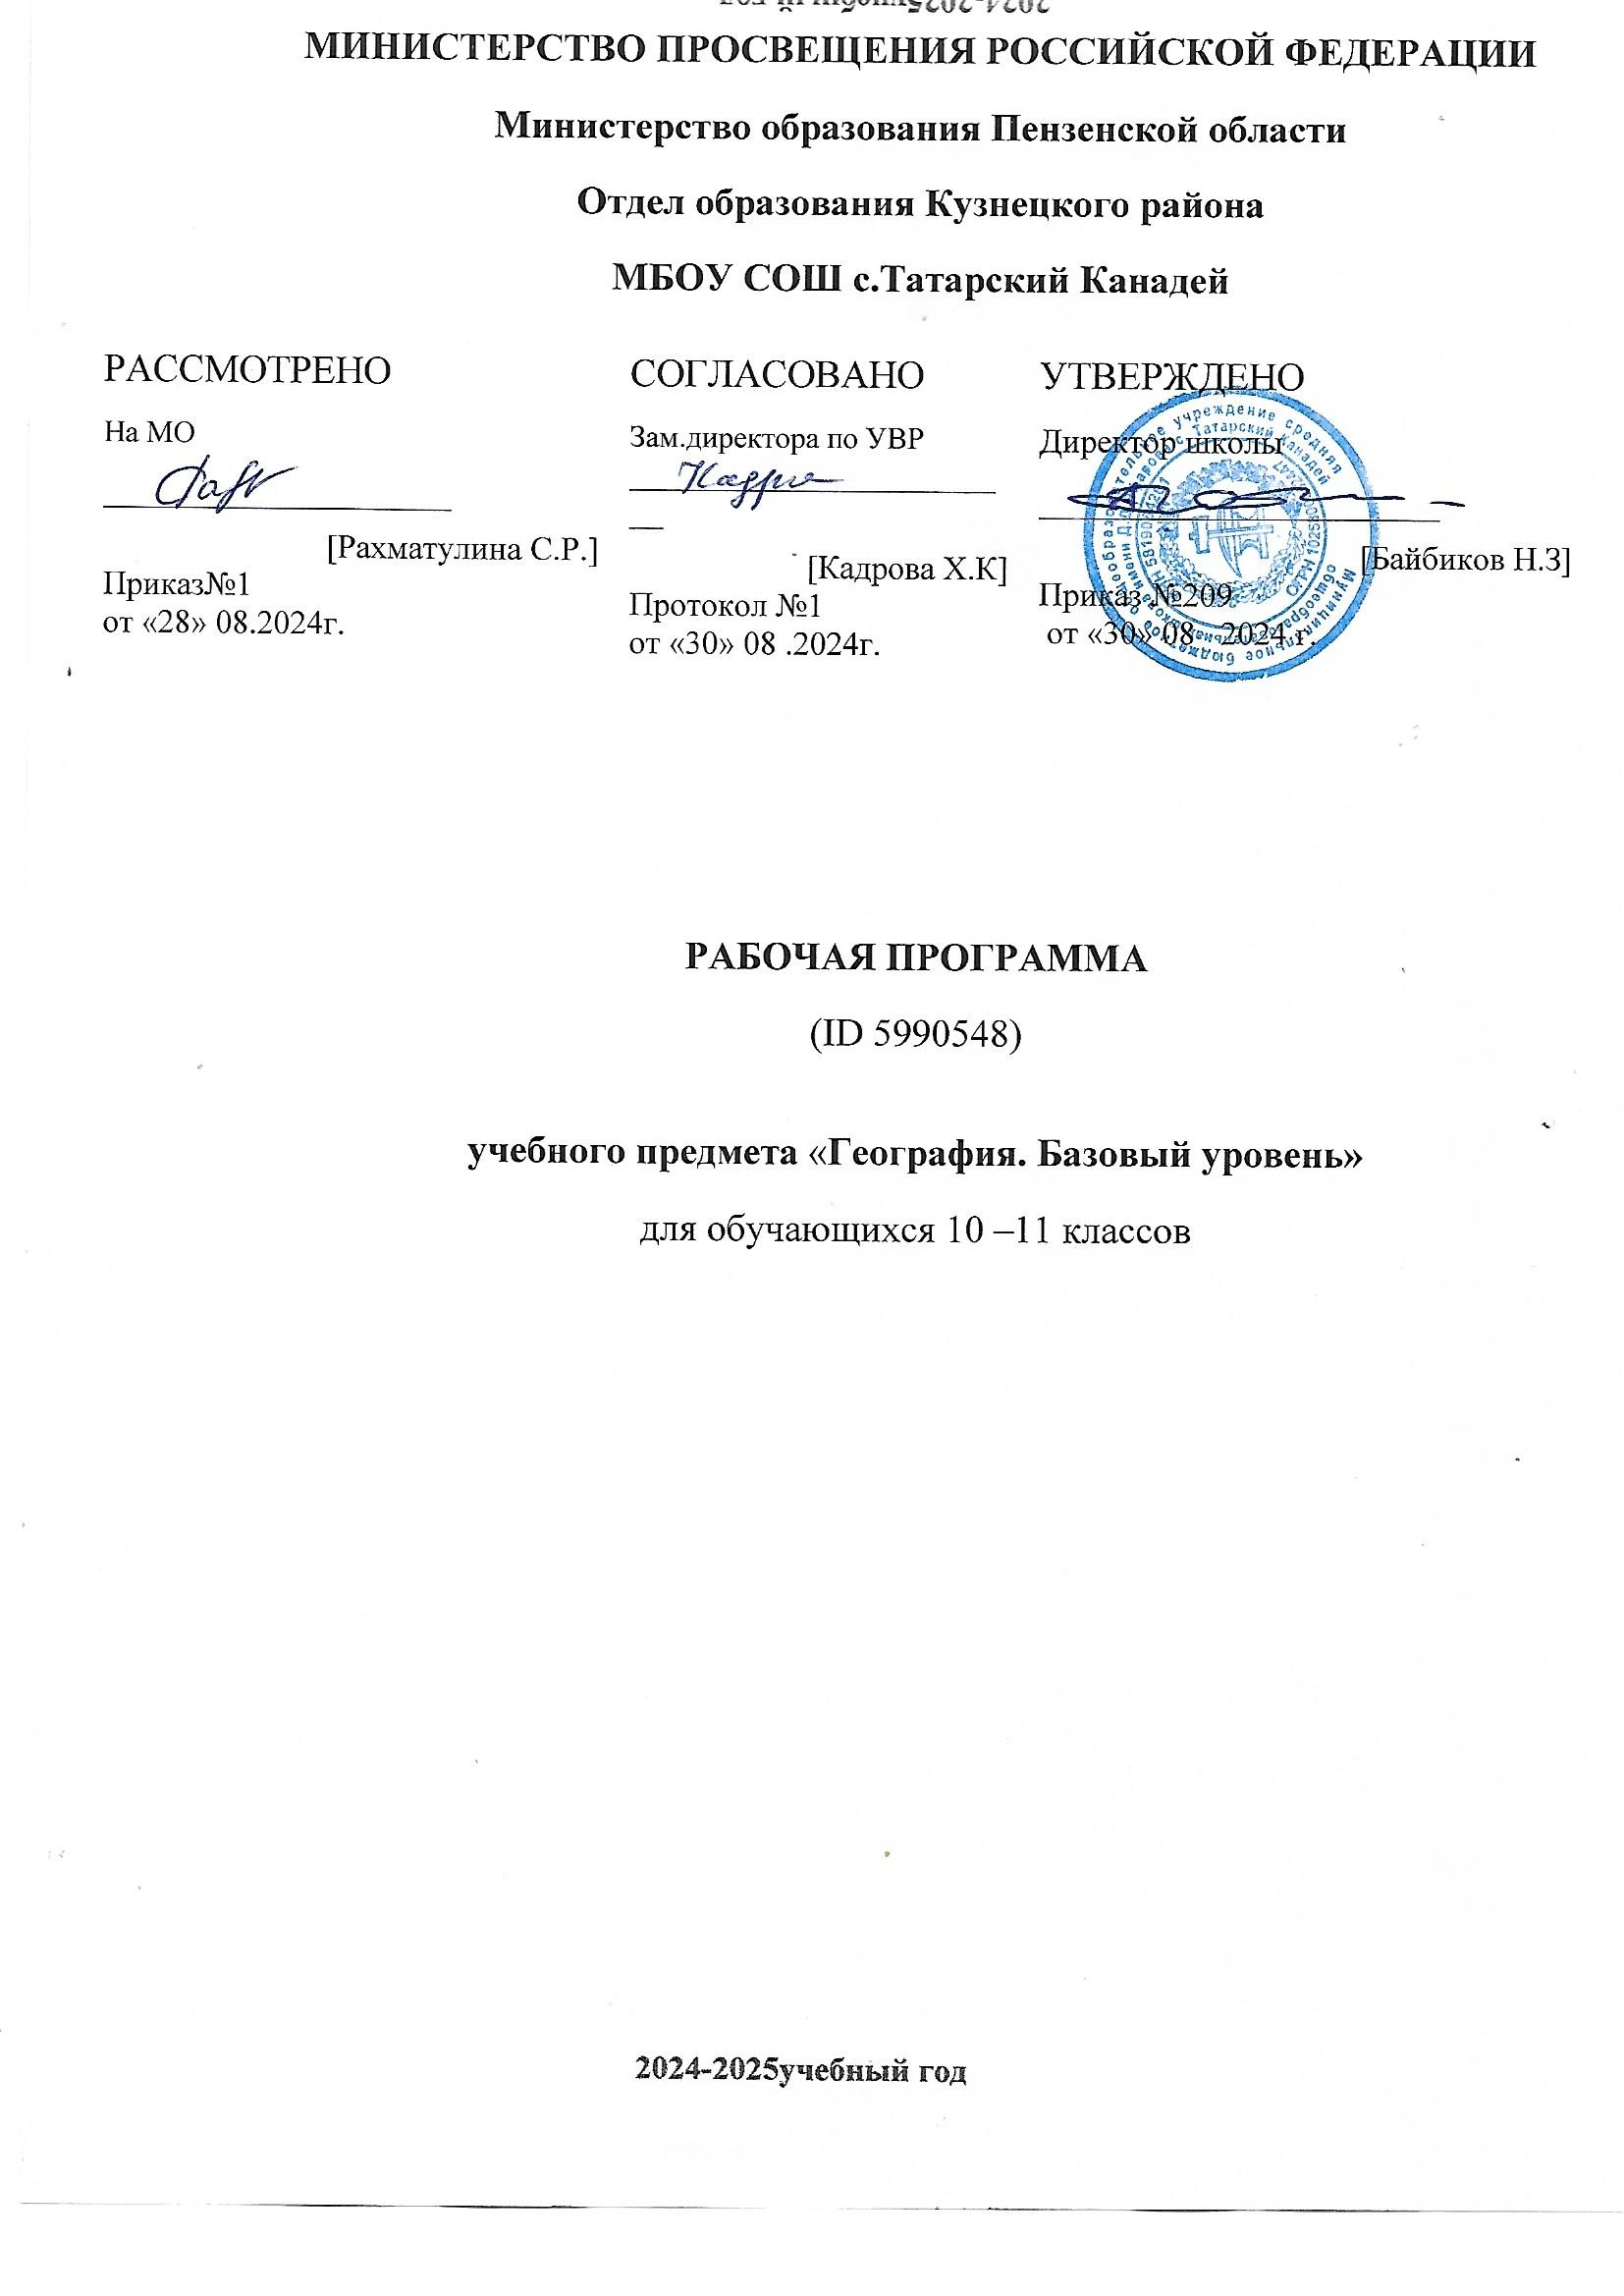 МИНИСТЕРСТВО ПРОСВЕЩЕНИЯ РОССИЙСКОЙ ФЕДЕРАЦИИ
Министерство образования Пензенской области
Отдел образования Кузнецкого района
МБОУ СОШ с.Татарский Канадей
РАССМОТРЕНО
На МО
[Рахматулина С.Р.]
Приказ№1
от «28» 08.2024г.
СОГЛАСОВАНО
Зам.директора по УВР
[Кадрова Х.К]
Протокол №1
от «30» 08 .2024г.
УТВЕРЖДЕНО
Директор школы
[Байбиков Н.З]
Приказ №209
от «30» 08 2024 г.
РАБОЧАЯ ПРОГРАММА
(ID 5990548)
учебного предмета «География. Базовый уровень»
для обучающихся 10 –11 классов
2024-2025учебный год